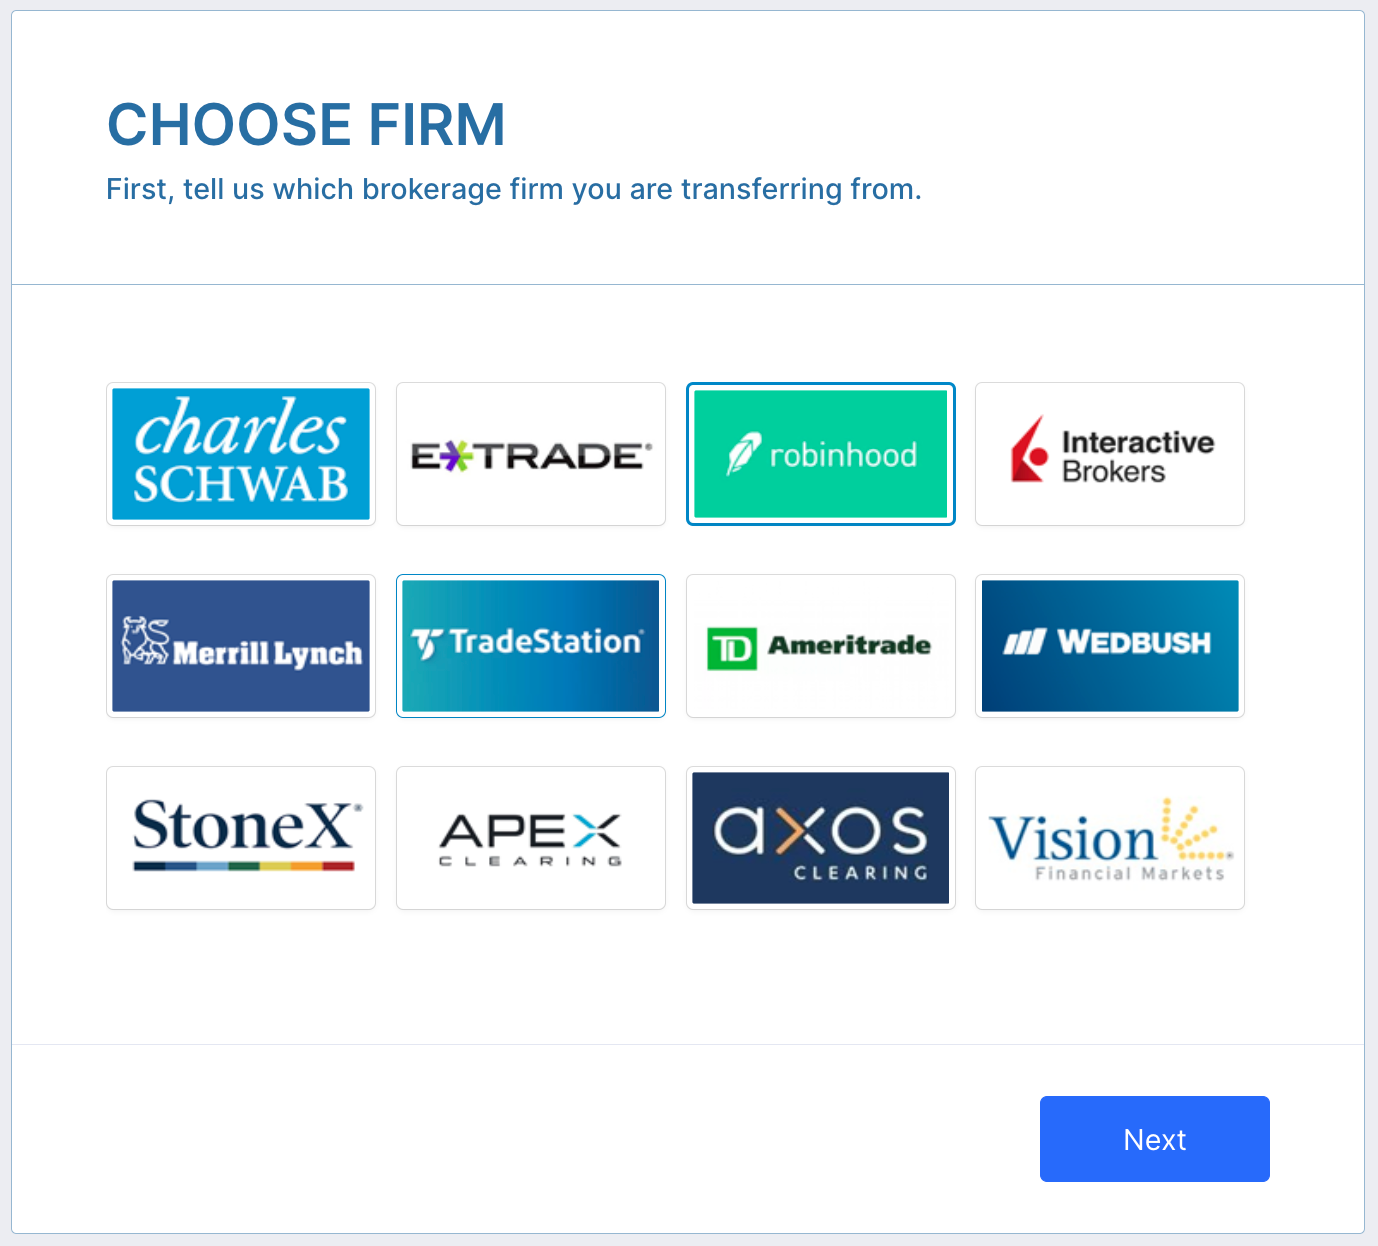 CHOOSE FIRM
First, tell us which brokerage firm you are transferring from.
charles
SCHWAB
E*TRADE®
robinhood
Interactive
Brokers
Merrill Lynch
TradeStation®
TD Ameritrade
WEDBUSH
StoneX®
APEX
CLEARING
axos
CLEARING
Vision®
Financial Markets
Next